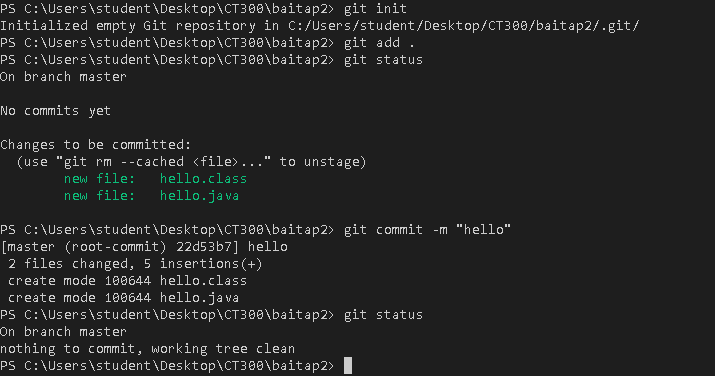 PS C:\Users\student\Desktop\CT300\baitap2> git init
Initialized empty Git repository in C:/Users/student/Desktop/CT300/baitap2/.git/
PS C:\Users\student\Desktop\CT300\baitap2> git add .
PS C:\Users\student\Desktop\CT300\baitap2> git status
On branch master

No commits yet

Changes to be committed:
  (use "git rm --cached <file>..." to unstage)
        new file:   hello.class
        new file:   hello.java

PS C:\Users\student\Desktop\CT300\baitap2> git commit -m "hello"
[master (root-commit) 22d53b7] hello
 2 files changed, 5 insertions(+)
 create mode 100644 hello.class
 create mode 100644 hello.java
PS C:\Users\student\Desktop\CT300\baitap2> git status
On branch master
nothing to commit, working tree clean
PS C:\Users\student\Desktop\CT300\baitap2>